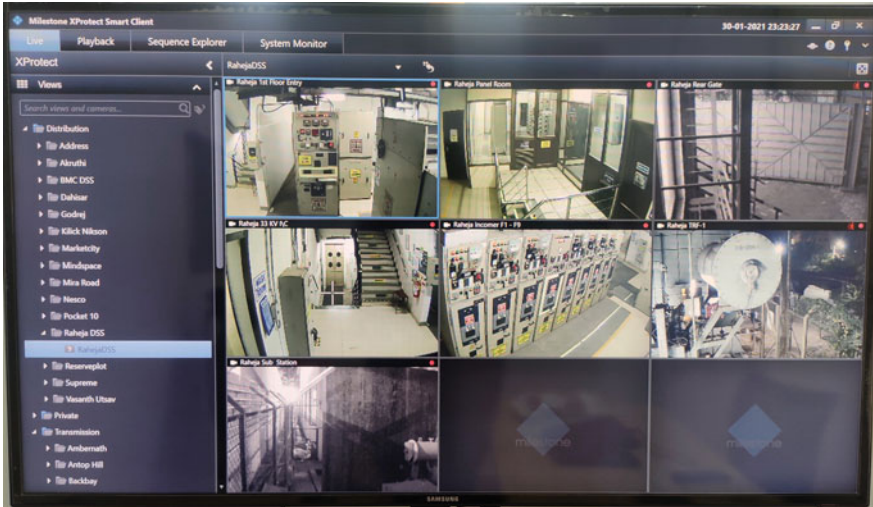 Milestone XProtect Smart Client
30-01-2021 23:23:27
Live Playback Sequence Explorer System Monitor
XProtect
RahejaDSS
Views
Search views and cameras...
Distribution
Address
Akruthi
BMC DSS
Dahisar
Godrej
Kilick Nikson
Marketcity
Mindspace
Mira Road
Nesco
Pocket 10
Raheja DSS
RahejaDSS
Reserveplot
Supreme
Vasanth Utsav
Private
Transmission
Ambernath
Antop Hill
Backbay
Raheja 1st Floor Entry
Raheja Panel Room
Raheja Rear Gate
Raheja 33 KV I\C
Raheja Incomer F1 - F9
Raheja TRF-1
Raheja Sub Station
milestone
milestone
SAMSUNG